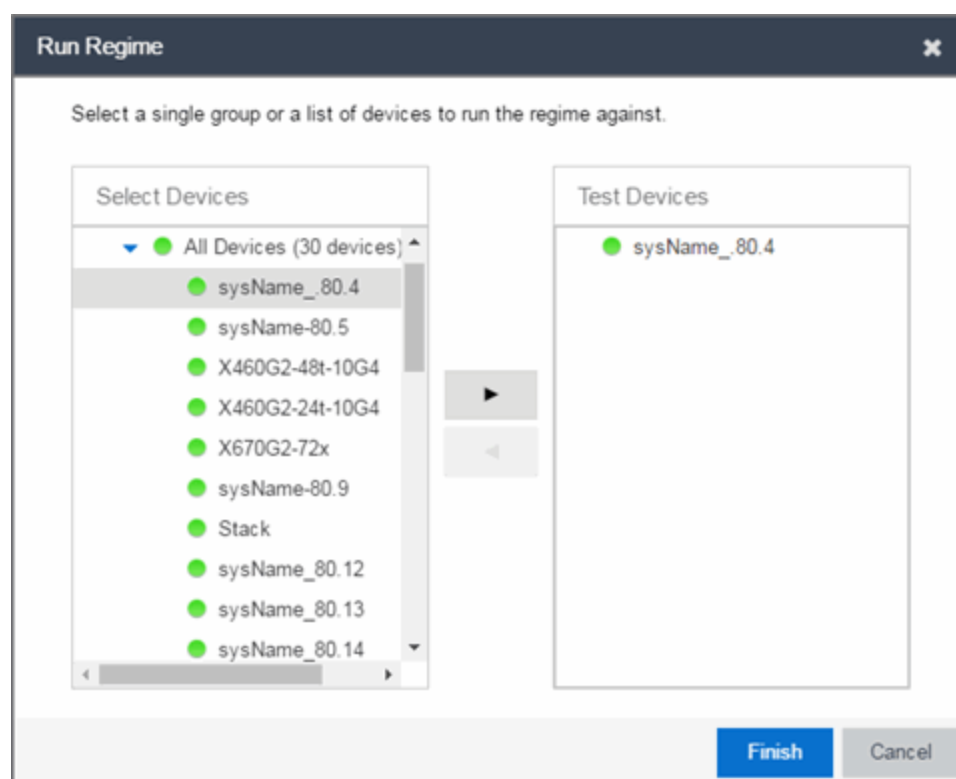 Run Regime
Select a single group or a list of devices to run the regime against.
Select Devices
All Devices (30 devices)
sysName_.80.4
sysName-80.5
X460G2-48t-10G4
X460G2-24t-10G4
X670G2-72x
sysName-80.9
Stack
sysName_80.12
sysName_80.13
sysName_80.14
Test Devices
sysName_.80.4
Finish
Cancel